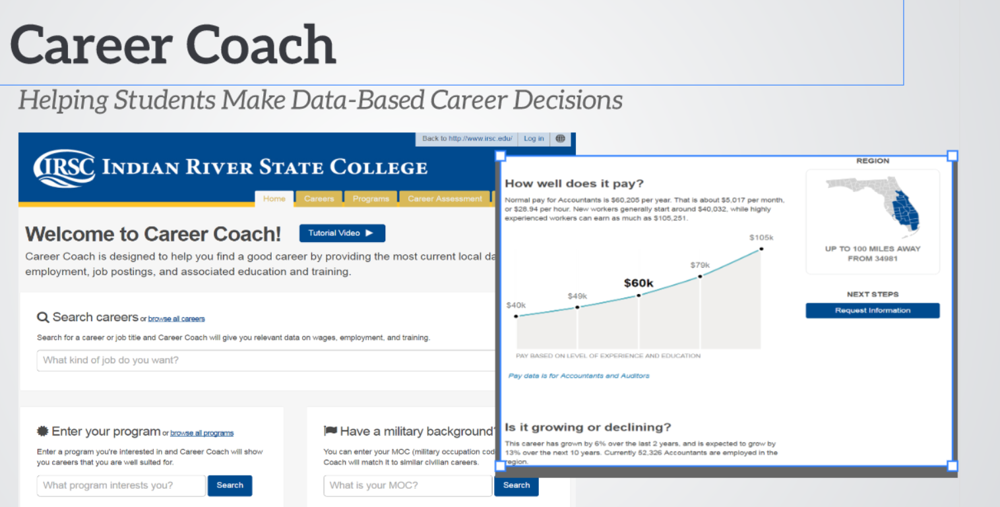 Career Coach
Helping Students Make Data-Based Career Decisions
Back to http://www.irsc.edu/
Log in
IRSC INDIAN RIVER STATE COLLEGE
Home
Careers
Programs
Career Assessment
Welcome to Career Coach!
Tutorial Video
Career Coach is designed to help you find a good career by providing the most current local da
employment, job postings, and associated education and training.
Search careers or browse all careers
Search for a career or job title and Career Coach will give you relevant data on wages, employment, and training.
What kind of job do you want?
Enter your program or browse all programs
Enter a program you're interested in and Career Coach will show
you careers that you are well suited for.
What program interests you?
Search
Have a military background?
You can enter your MOC (military occupation cod
Coach will match it to similar civilian careers.
What is your MOC?
Search
How well does it pay?
Normal pay for Accountants is $60,205 per year. That is about $5,017 per month,
or $28.94 per hour. New workers generally start around $40,032, while highly
experienced workers can earn as much as $105,251.
$40k
$49k
$60k
$79k
$105k
PAY BASED ON LEVEL OF EXPERIENCE AND EDUCATION
Pay data is for Accountants and Auditors
Is it growing or declining?
This career has grown by 6% over the last 2 years, and is expected to grow by
13% over the next 10 years. Currently 52,326 Accountants are employed in the
region.
REGION
UP TO 100 MILES AWAY
FROM 34981
NEXT STEPS
Request Information